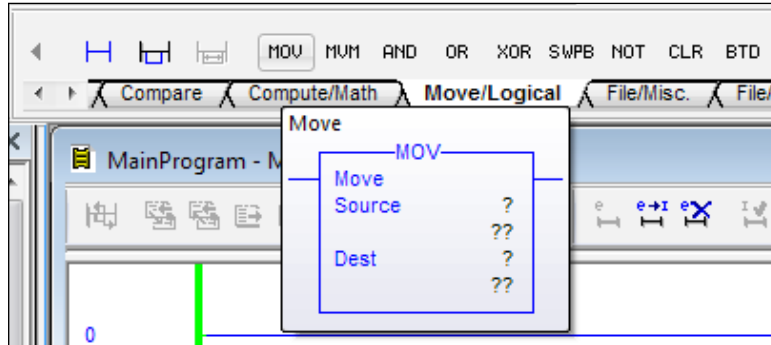 MOV MVM AND OR XOR SWPB NOT CLR BTD
Compare Compute/Math Move/Logical File/Misc. File/
Move
MainProgram - M
MOV
Move
Source ?
??
Dest ?
??
e e→I e I
0